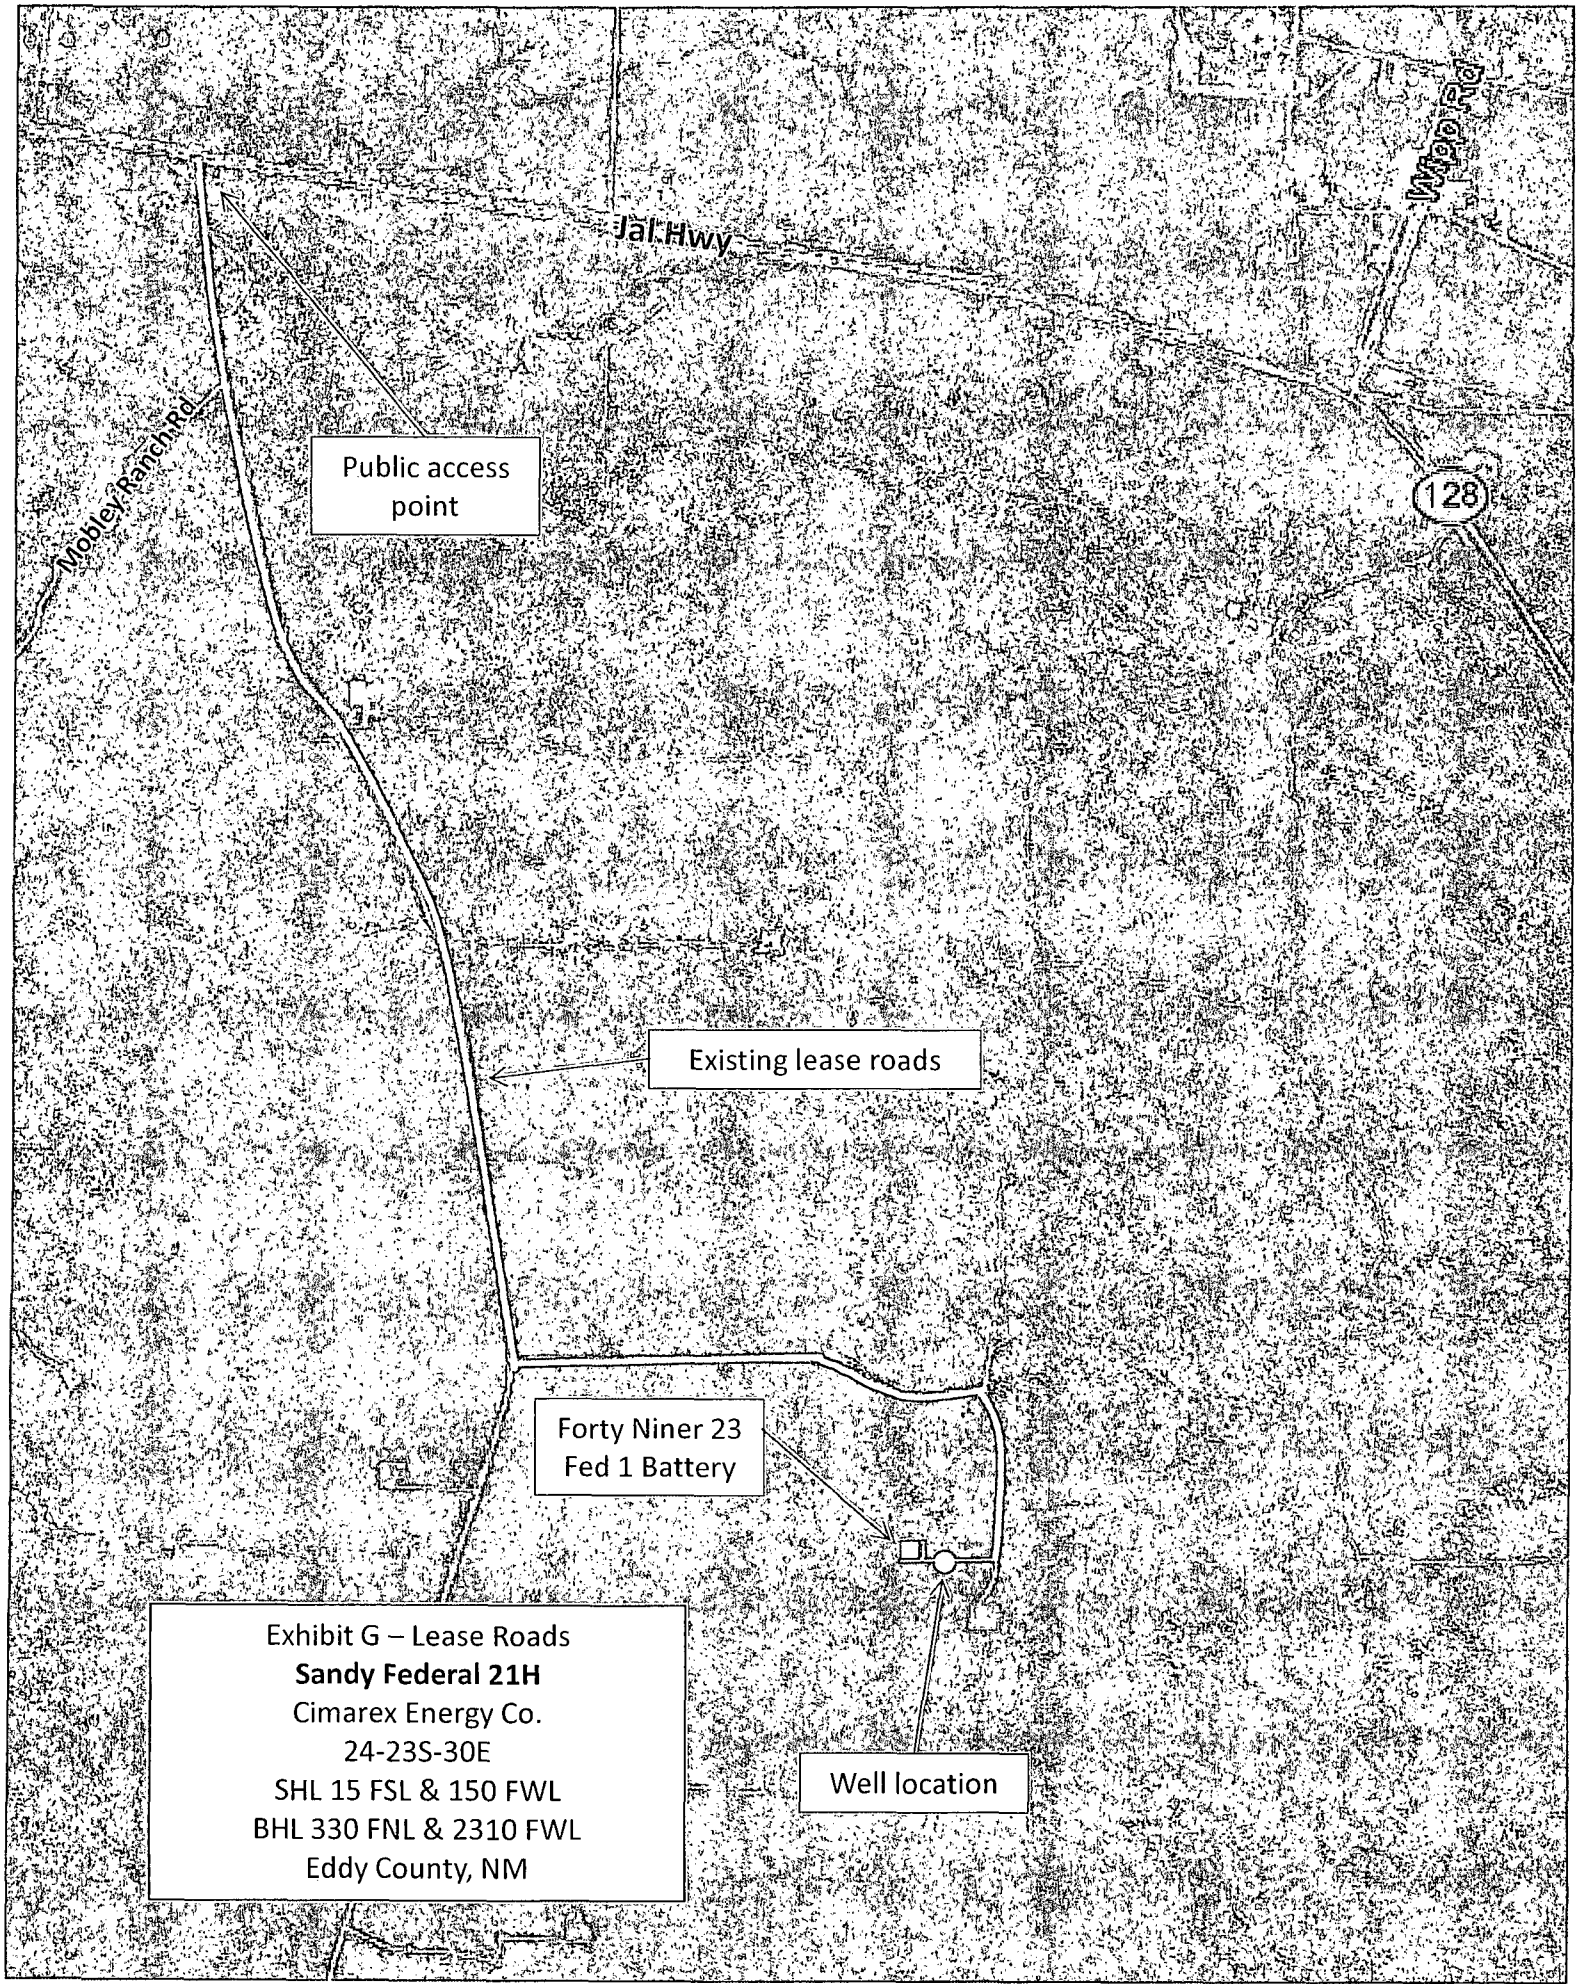 Wipp Rd
Jal Hwy
Mobley Ranch Rd
Public access
point
128
Existing lease roads
Forty Niner 23
Fed 1 Battery
Exhibit G – Lease Roads
Sandy Federal 21H
Cimarex Energy Co.
24-23S-30E
SHL 15 FSL & 150 FWL
BHL 330 FNL & 2310 FWL
Eddy County, NM
Well location